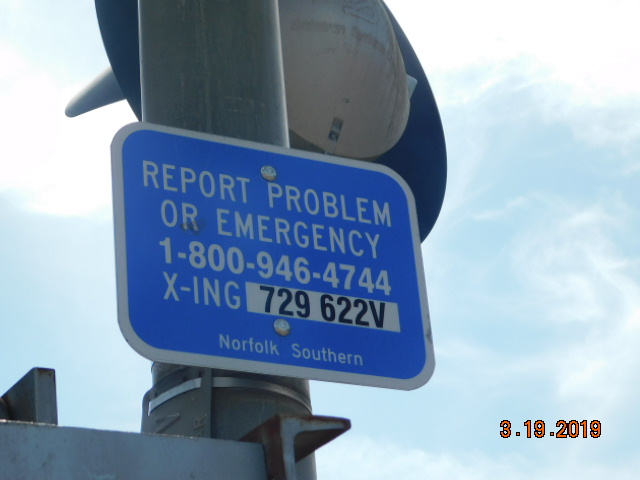 REPORT PROBLEM
OR EMERGENCY
1-800-946-4744
X-ING 729 622V
Norfolk Southern
3.19.2019